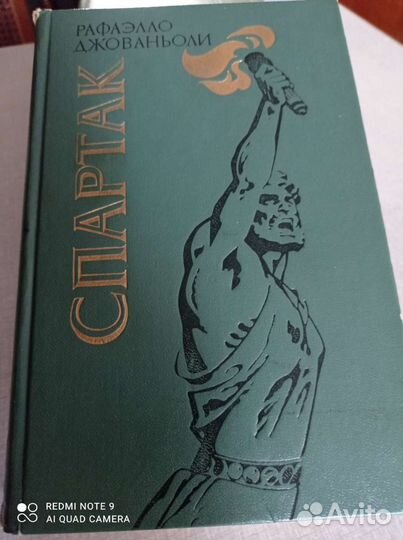 РАФАЭЛЛО
ДЖОВАНЬОЛИ
СПАРТАК
REDMI NOTE 9
AI QUAD CAMERA
Avito